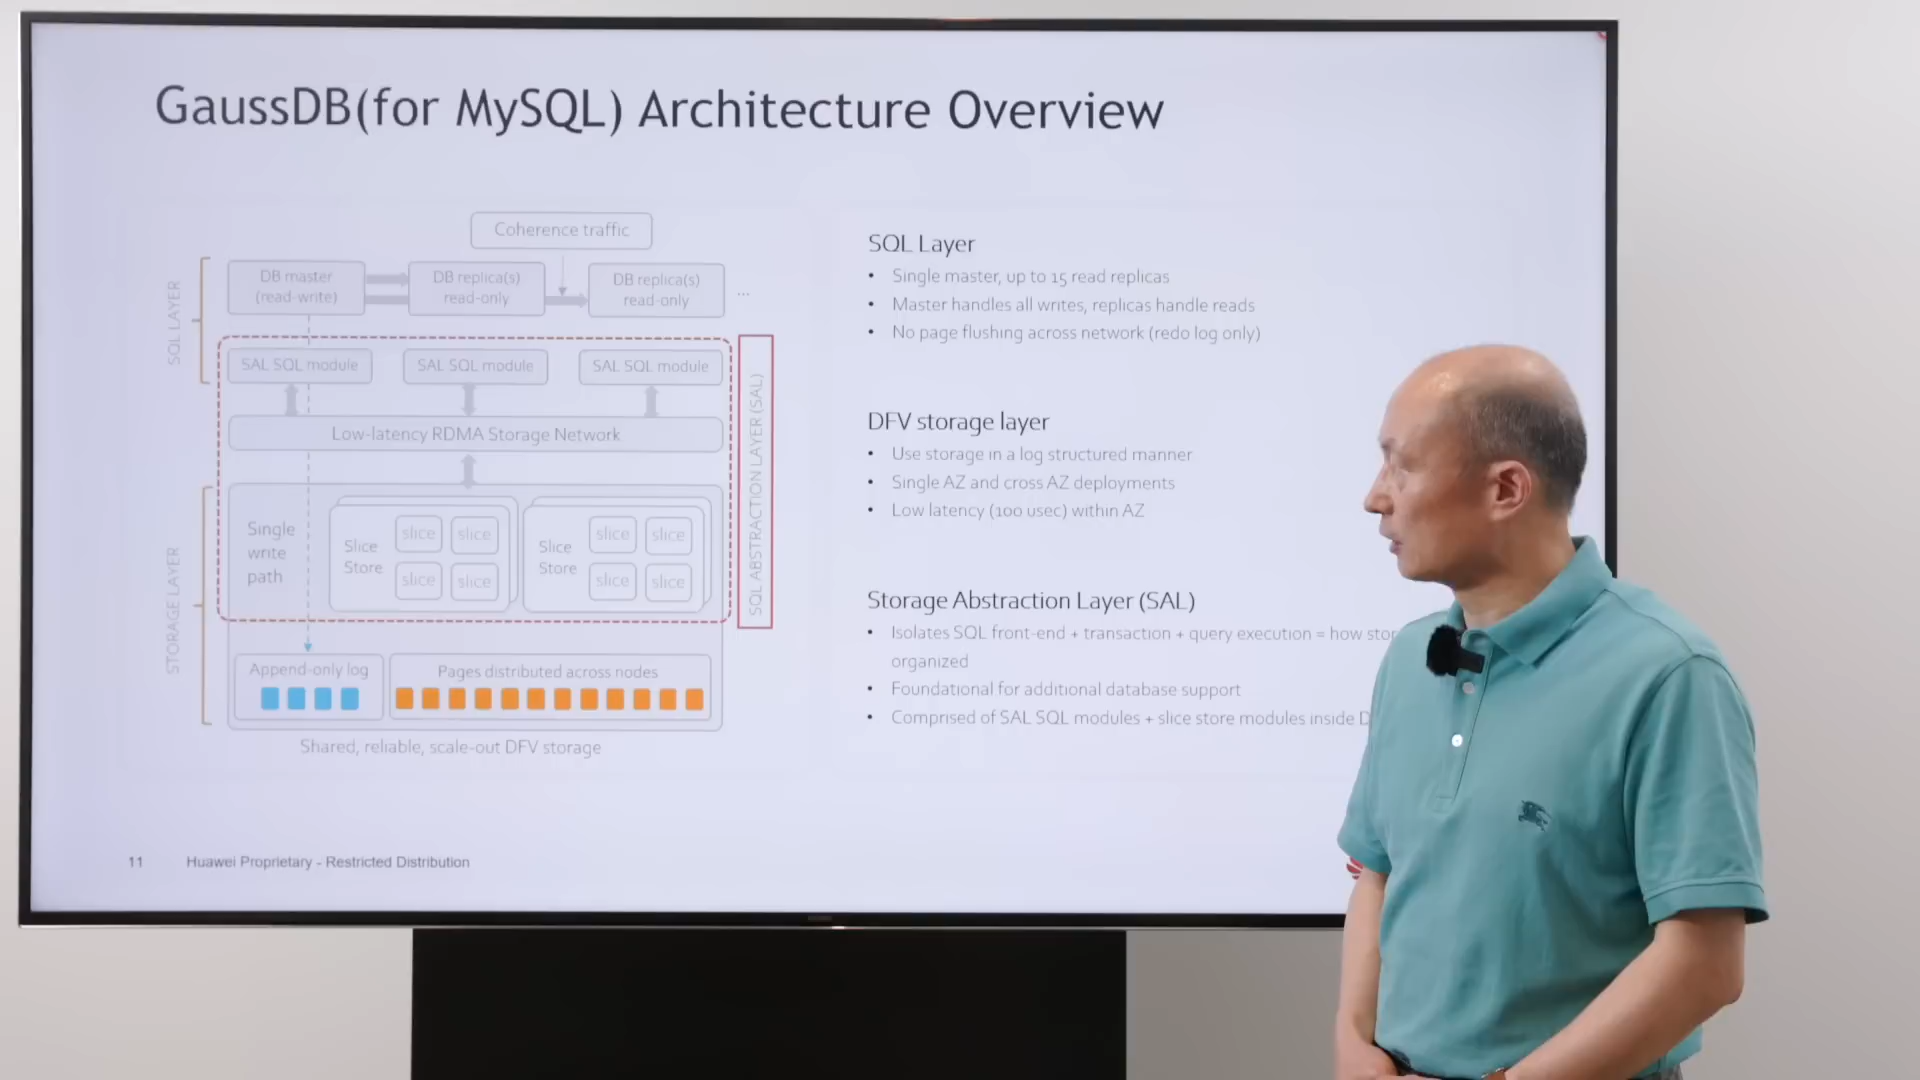 GaussDB(for MySQL) Architecture Overview
Coherence traffic
SQL LAYER
DB master
(read-write)
DB replica(s)
read-only
DB replica(s)
read-only
...
SAL SQL module
SAL SQL module
SAL SQL module
Low-latency RDMA Storage Network
SQL ABSTRACTION LAYER (SAL)
STORAGE LAYER
Single
write
path
Slice
Store
slice
slice
slice
slice
Slice
Store
slice
slice
slice
slice
Append-only log
Pages distributed across nodes
Shared, reliable, scale-out DFV storage
SQL Layer
• Single master, up to 15 read replicas
• Master handles all writes, replicas handle reads
• No page flushing across network (redo log only)
DFV storage layer
• Use storage in a log structured manner
• Single AZ and cross AZ deployments
• Low latency (100 usec) within AZ
Storage Abstraction Layer (SAL)
• Isolates SQL front-end + transaction + query execution = how
organized
• Foundational for additional database support
• Comprised of SAL SQL modules + slice store modules inside
11 Huawei Proprietary - Restricted Distribution